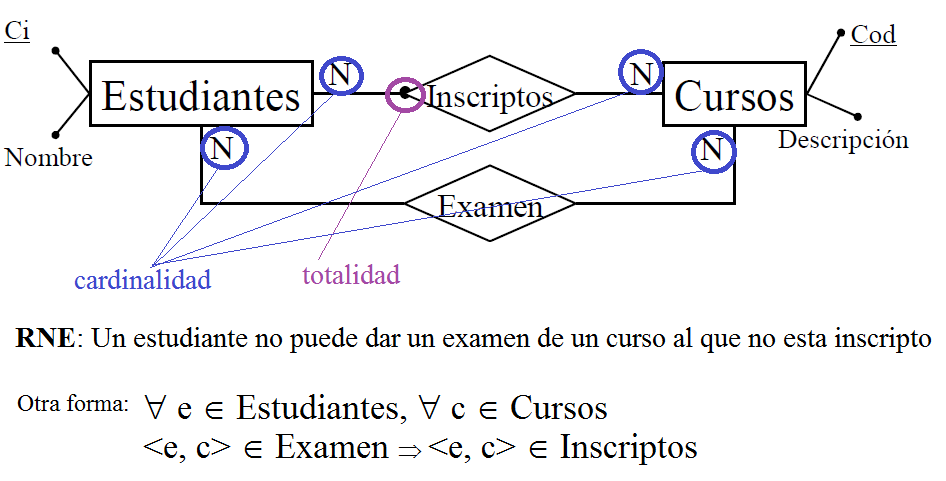 Ci
Cod
N
N
Estudiantes
Inscriptos
Cursos
Nombre
N
N
Descripción
Examen
cardinalidad
totalidad
RNE: Un estudiante no puede dar un examen de un curso al que no esta inscripto
Otra forma: ∀ e ∈ Estudiantes, ∀ c ∈ Cursos
<e, c> ∈ Examen ⇒ <e, c> ∈ Inscriptos